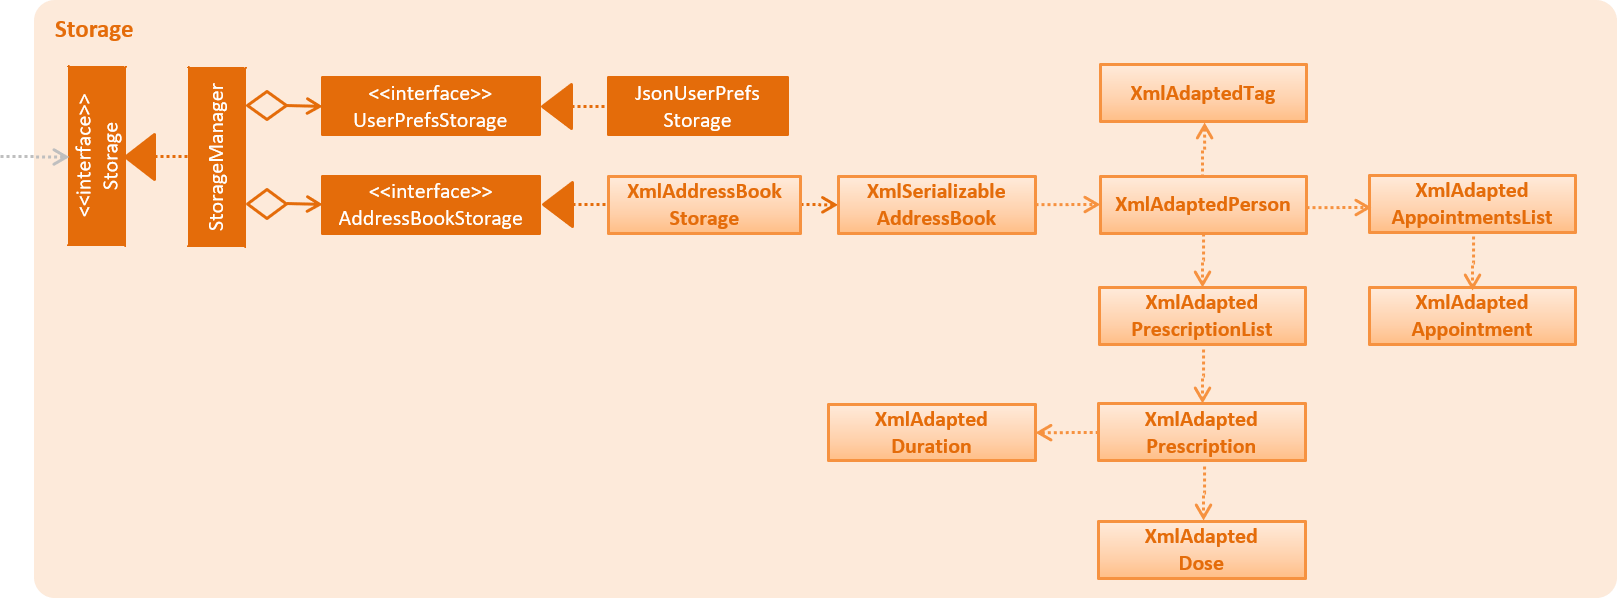 Storage
<<interface>>
Storage
StorageManager
<<interface>>
UserPrefsStorage
JsonUserPrefs
Storage
<<interface>>
AddressBookStorage
XmlAddressBook
Storage
XmlSerializable
AddressBook
XmlAdaptedTag
XmlAdaptedPerson
XmlAdapted
AppointmentsList
XmlAdapted
PrescriptionList
XmlAdapted
Appointment
XmlAdapted
Duration
XmlAdapted
Prescription
XmlAdapted
Dose